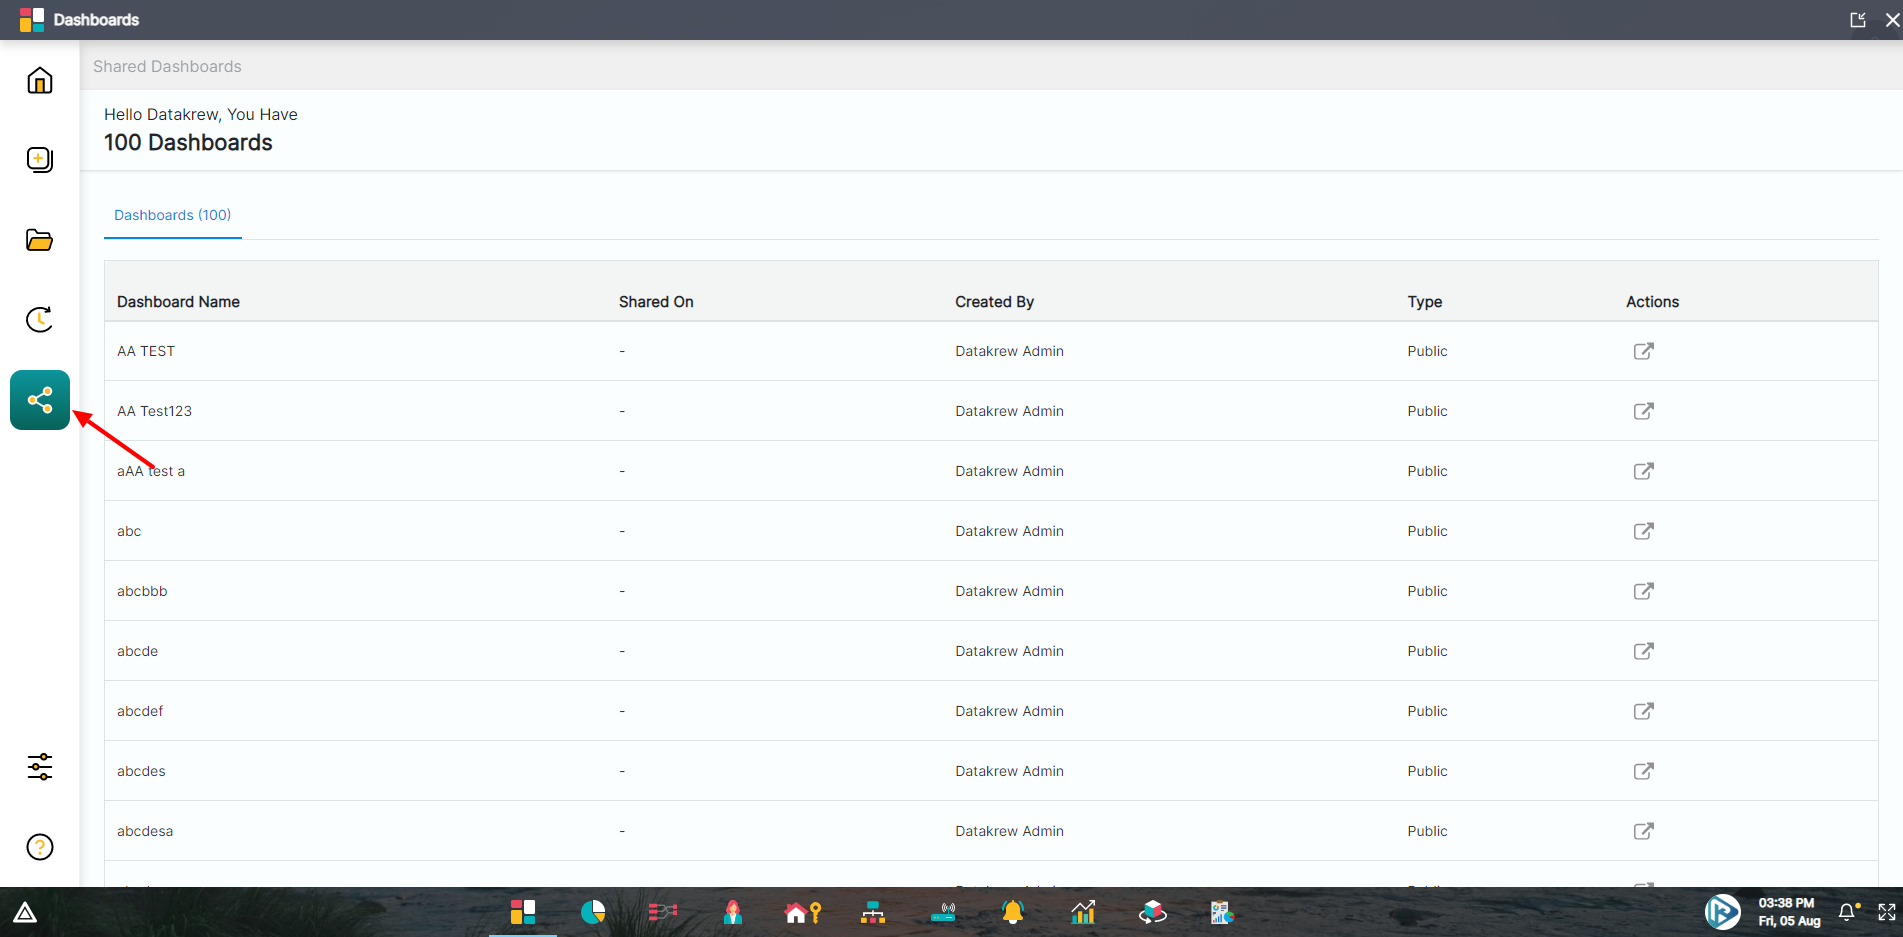 Dashboards
Shared Dashboards
Hello Datakrew, You Have
100 Dashboards
Dashboards (100)
Dashboard Name Shared On Created By Type Actions
AA TEST - Datakrew Admin Public
AA Test123 - Datakrew Admin Public
aAA test a - Datakrew Admin Public
abc - Datakrew Admin Public
abcbbb - Datakrew Admin Public
abcde - Datakrew Admin Public
abcdef - Datakrew Admin Public
abcdes - Datakrew Admin Public
abcdesa - Datakrew Admin Public
03:38 PM
Fri, 05 Aug